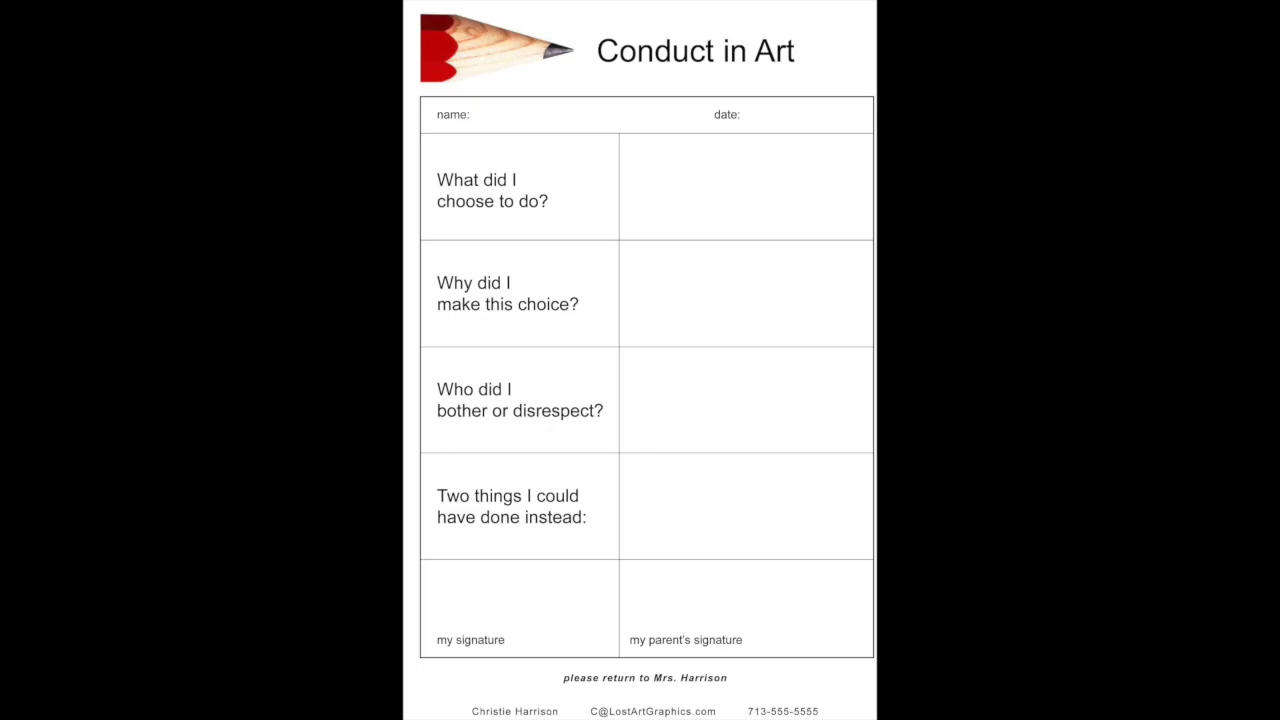 Conduct in Art
name: date:
What did I
choose to do?
Why did I
make this choice?
Who did I
bother or disrespect?
Two things I could
have done instead:
my signature my parent's signature
please return to Mrs. Harrison
Christie Harrison C@LostArtGraphics.com 713-555-5555